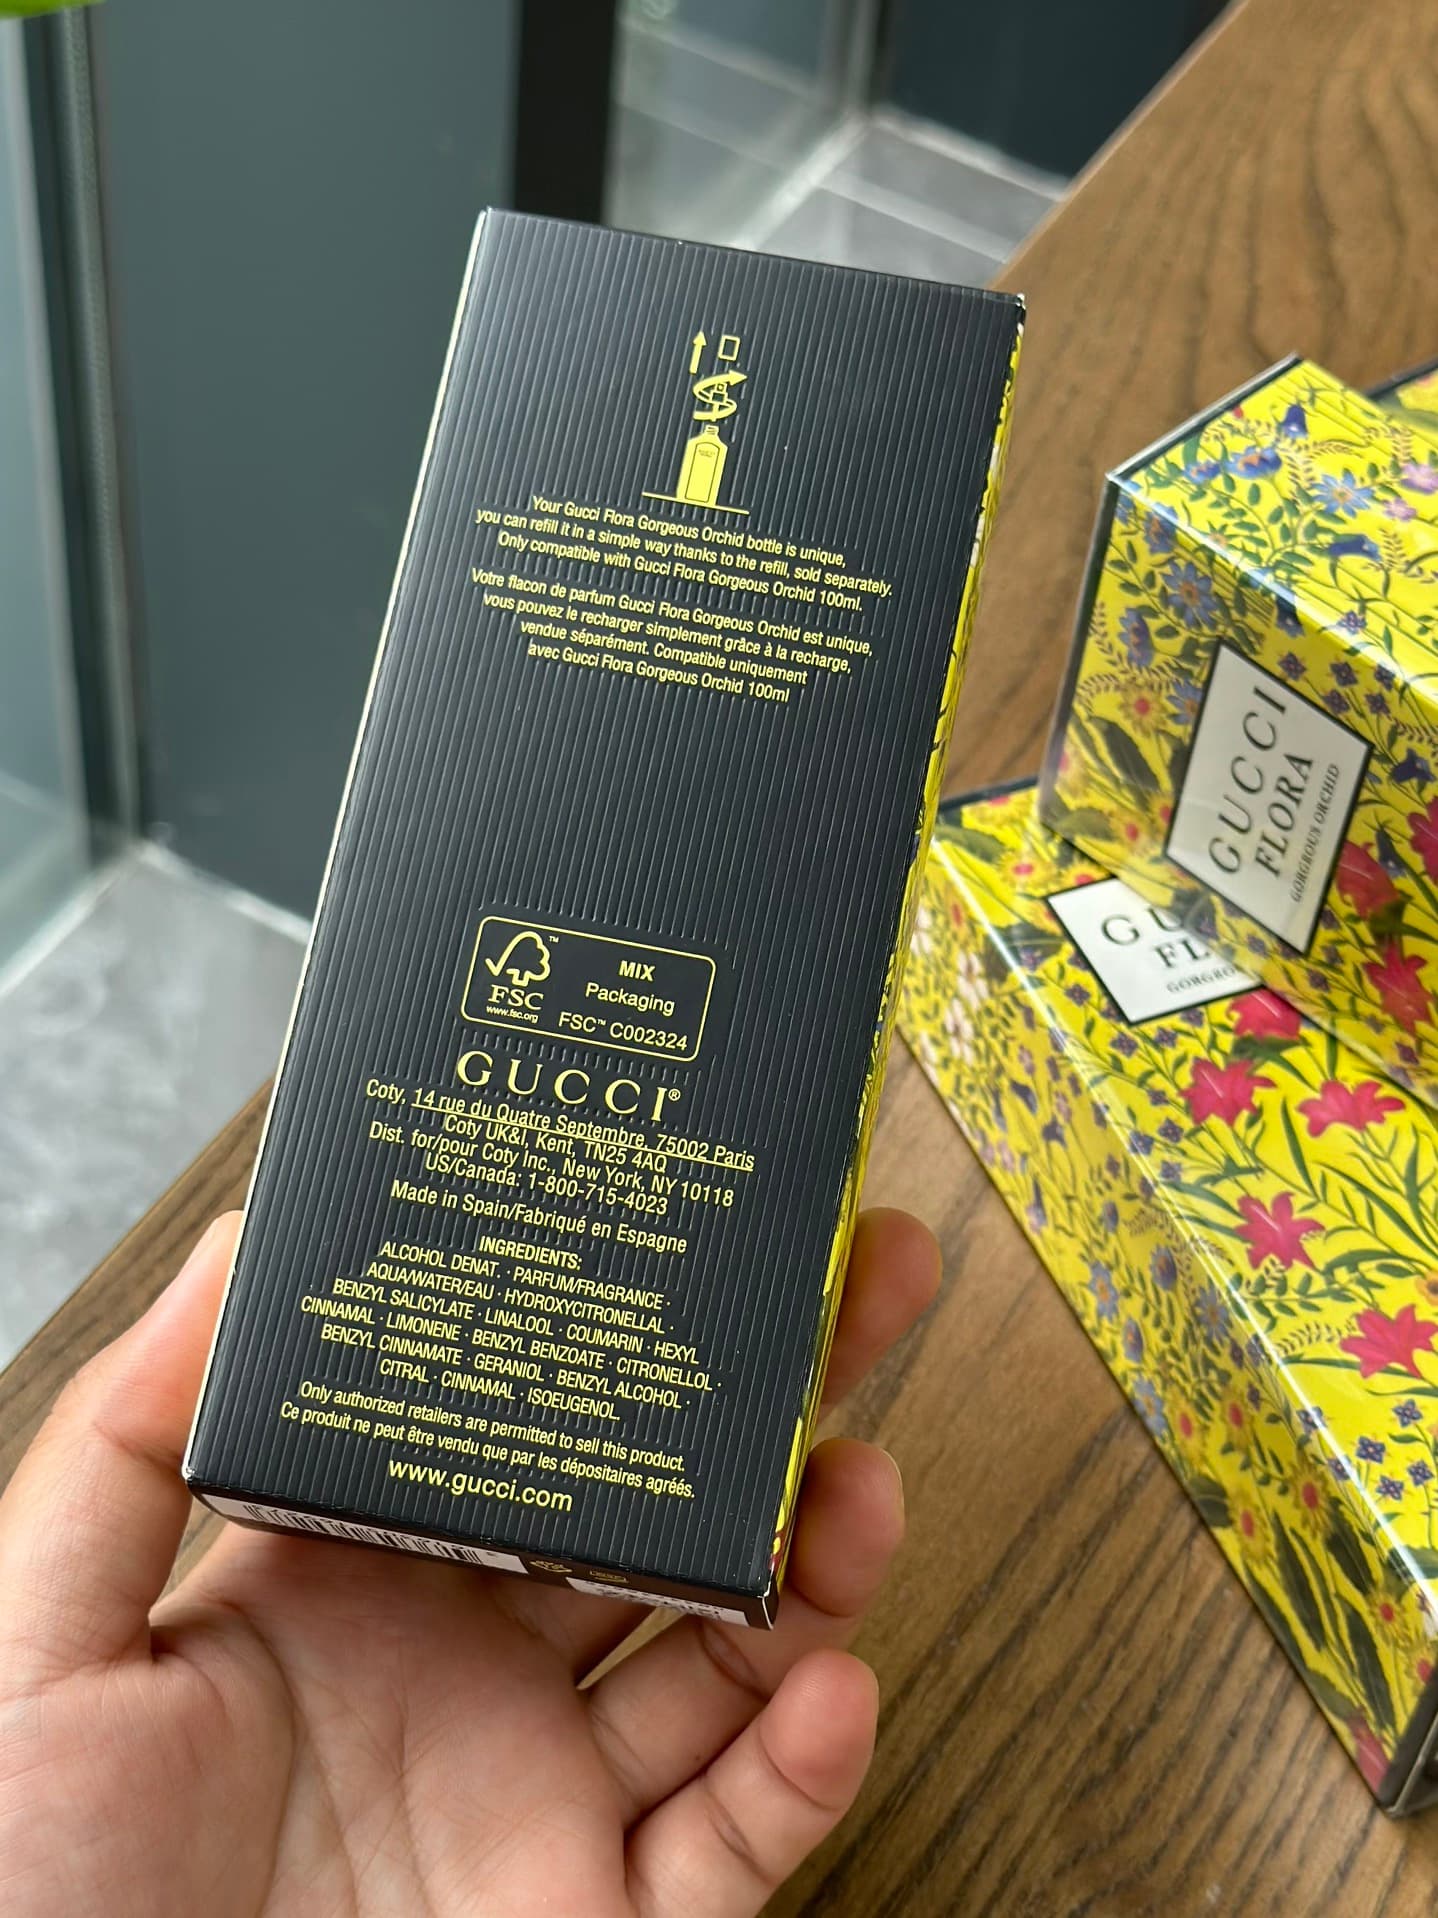 Your Gucci Flora Gorgeous Orchid bottle is unique,
you can refill it in a simple way thanks to the refill, sold separately.
Only compatible with Gucci Flora Gorgeous Orchid 100ml.
Votre flacon de parfum Gucci Flora Gorgeous Orchid est unique,
vous pouvez le recharger simplement grâce à la recharge,
vendue séparément. Compatible uniquement
avec Gucci Flora Gorgeous Orchid 100ml
FSC™
www.fsc.org
MIX
Packaging
FSC™ C002324
GUCCI®
Coty, 14 rue du Quatre Septembre, 75002 Paris
Coty UK&I, Kent, TN25 4AQ
Dist. for/pour Coty Inc., New York, NY 10118
US/Canada: 1-800-715-4023
Made in Spain/Fabriqué en Espagne
INGREDIENTS:
ALCOHOL DENAT. · PARFUM/FRAGRANCE ·
AQUA/WATER/EAU · HYDROXYCITRONELLAL ·
BENZYL SALICYLATE · LINALOOL · COUMARIN · HEXYL
CINNAMAL · LIMONENE · BENZYL BENZOATE · CITRONELLOL ·
BENZYL CINNAMATE · GERANIOL · BENZYL ALCOHOL ·
CITRAL · CINNAMAL · ISOEUGENOL.
Only authorized retailers are permitted to sell this product.
Ce produit ne peut être vendu que par les dépositaires agréés.
www.gucci.com
GUCCI
FLORA
GORGEOUS ORCHID
GU
FL
GORGEO